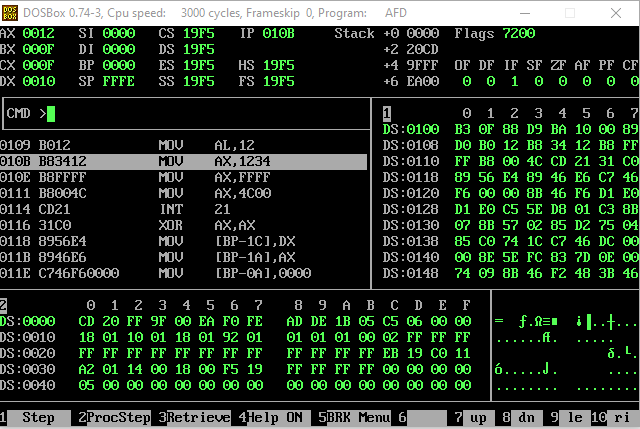 DOSBox 0.74-3, Cpu speed: 3000 cycles, Frameskip 0, Program: AFD
AX 0012 SI 0000 CS 19F5 IP 010B Stack +0 0000 Flags 7200
BX 000F DI 0000 DS 19F5 +2 20CD
CX 000F BP 0000 ES 19F5 HS 19F5 +4 9FFF OF DF IF SF ZF AF PF CF
DX 0010 SP FFFE SS 19F5 FS 19F5 +6 EA00 0 0 1 0 0 0 0 0
CMD > 1 0 1 2 3 4 5 6 7
DS:0100 B3 0F 88 D9 BA 10 00 89
0109 B012 MOV AL,12 DS:0108 D0 B0 12 B8 34 12 B8 FF
010B B83412 MOV AX,1234 DS:0110 FF B8 00 4C CD 21 31 C0
010E B8FFFF MOV AX,FFFF DS:0118 89 56 E4 89 46 E6 C7 46
0111 B8004C MOV AX,4C00 DS:0120 F6 00 00 8B 46 F6 D1 E0
0114 CD21 INT 21 DS:0128 D1 E0 C5 5E D8 01 C3 8B
0116 31C0 XOR AX,AX DS:0130 07 8B 57 02 85 D2 75 04
0118 8956E4 MOV [BP-1C],DX DS:0138 85 C0 74 1C C7 46 DC 00
011B 8946E6 MOV [BP-1A],AX DS:0140 00 8E 5E FC 83 7D 0E 00
011E C746F60000 MOV [BP-0A],0000 DS:0148 74 09 8B 46 F2 48 3B 46
2 0 1 2 3 4 5 6 7 8 9 A B C D E F
DS:0000 CD 20 FF 9F 00 EA F0 FE AD DE 1B 05 C5 06 00 00 = ƒ.Ω≡■ ¡▐..┼...
DS:0010 18 01 10 01 18 01 92 01 01 01 01 00 02 FF FF FF ......Æ.
DS:0020 FF FF FF FF FF FF FF FF FF FF FF FF EB 19 C0 11 δ.└.
DS:0030 A2 01 14 00 18 00 F5 19 FF FF FF FF 00 00 00 00 ó.....⌡. ....
DS:0040 05 00 00 00 00 00 00 00 00 00 00 00 00 00 00 00 ........ ........
1 Step 2 ProcStep 3 Retrieve 4 Help ON 5 BRK Menu 6 7 up 8 dn 9 le 10 ri